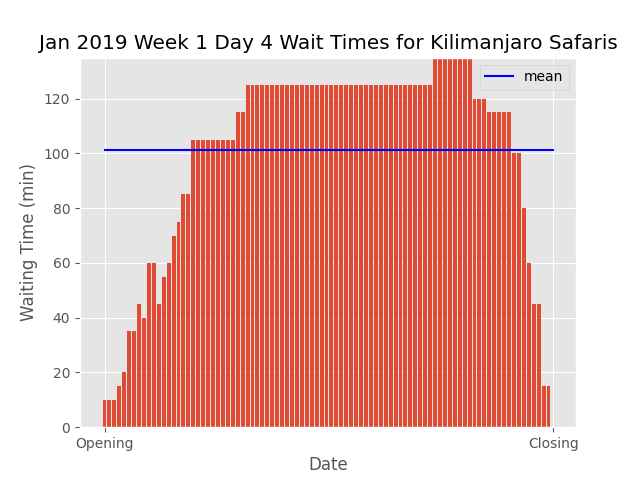 Jan 2019 Week 1 Day 4 Wait Times for Kilimanjaro Safaris
mean
120
100
80
60
40
20
0
Waiting Time (min)
Opening Closing
Date